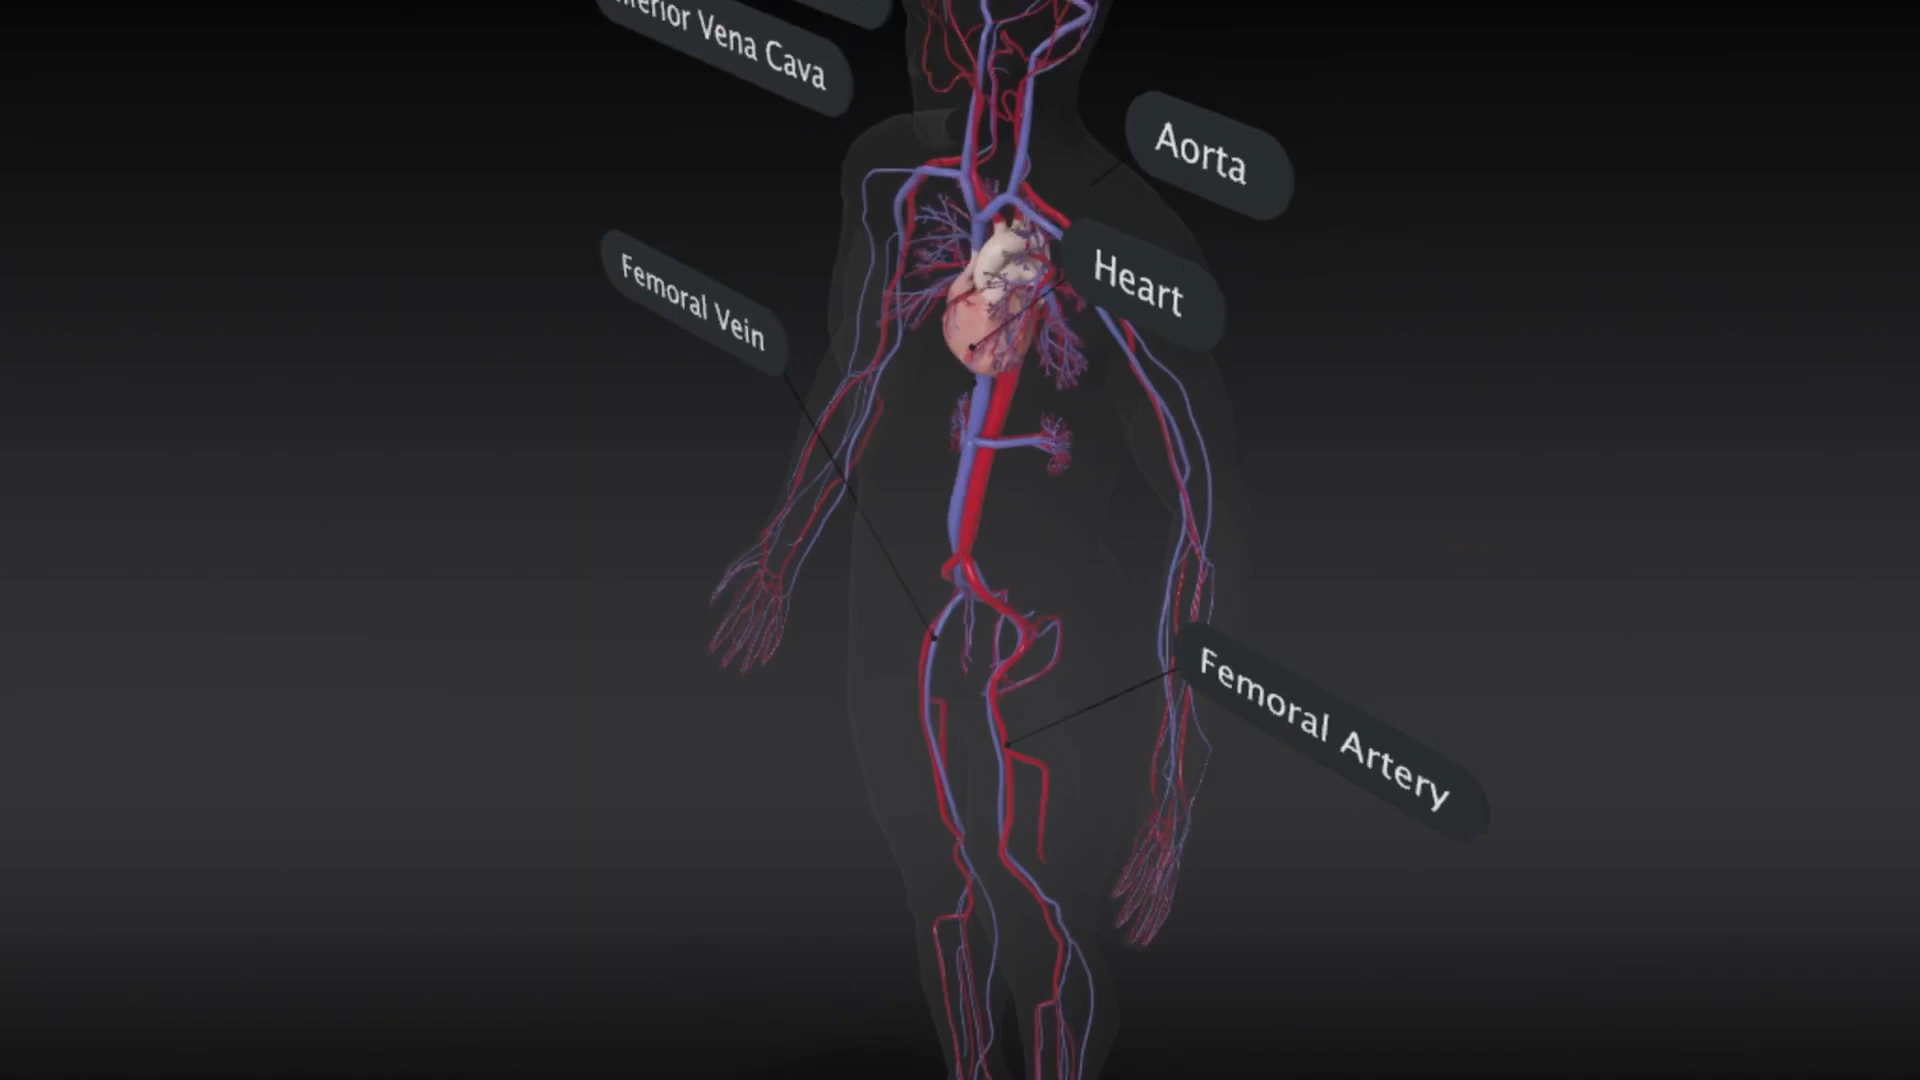 Vena Cava
Aorta
Heart
Femoral Vein
Femoral Artery